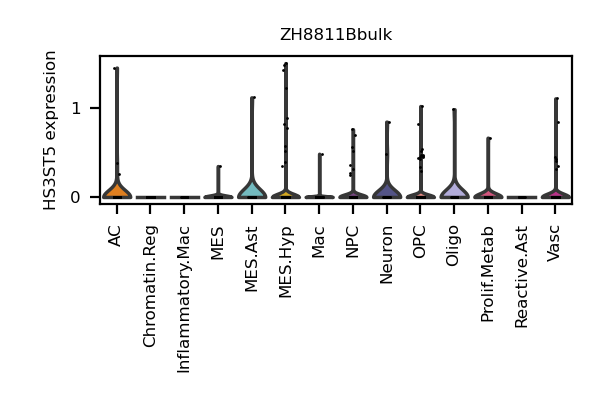 ZH8811Bbulk
HS3ST5 expression
1
0
AC
Chromatin.Reg
Inflammatory.Mac
MES
MES.Ast
MES.Hyp
Mac
NPC
Neuron
OPC
Oligo
Prolif.Metab
Reactive.Ast
Vasc